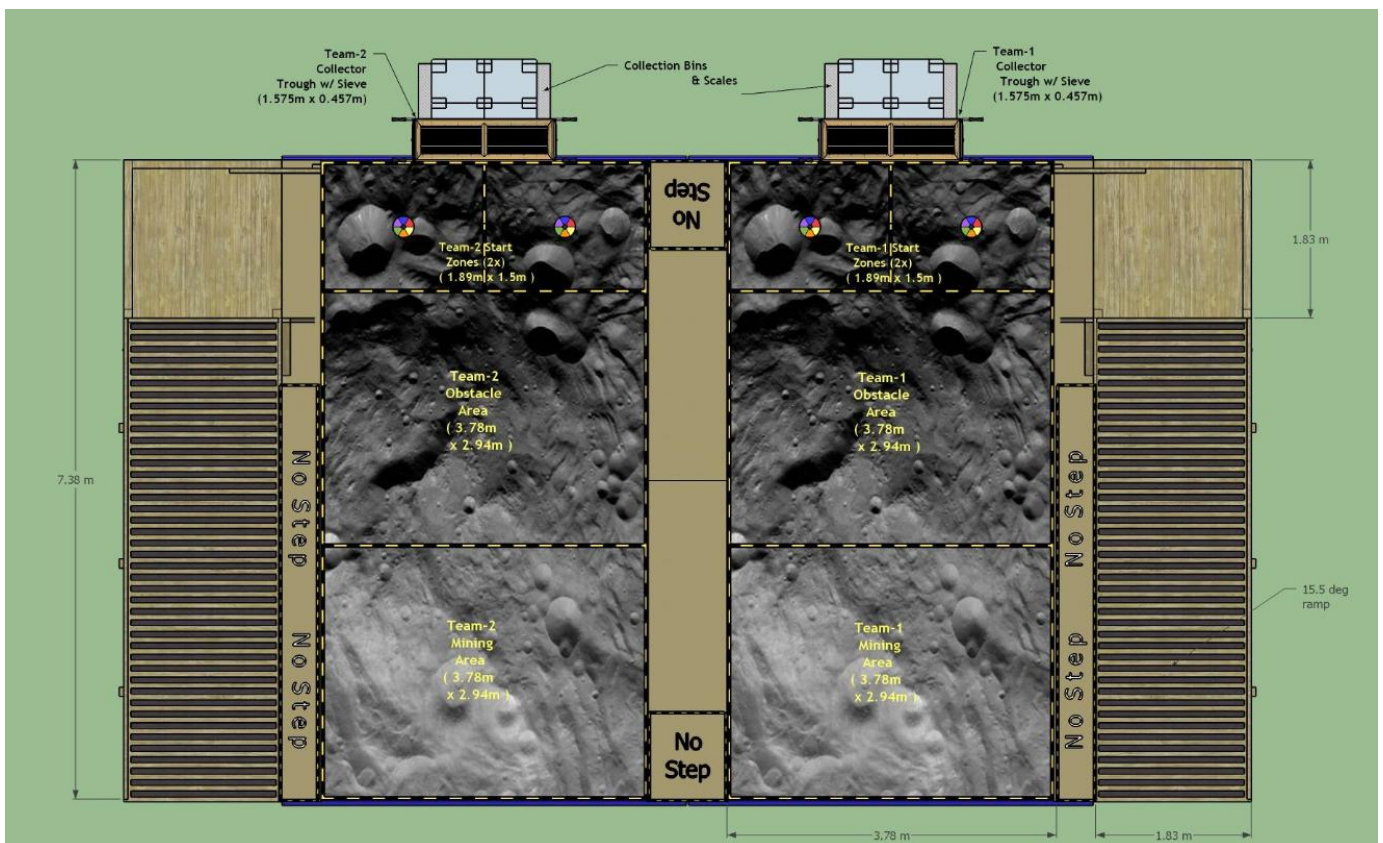 Team-2
Collector
Trough w/ Sieve
(1.575m x 0.457m)
Collection Bins
& Scales
Team-1
Collector
Trough w/ Sieve
(1.575m x 0.457m)
No
Step
Team-2 Start
Zones (2x)
( 1.89m x 1.5m )
Team-1 Start
Zones (2x)
( 1.89m x 1.5m )
1.83 m
Team-2
Obstacle
Area
( 3.78m
x 2.94m )
Team-1
Obstacle
Area
( 3.78m
x 2.94m )
7.38 m
No Step
No Step
No Step
No Step
15.5 deg
ramp
Team-2
Mining
Area
( 3.78m
x 2.94m )
Team-1
Mining
Area
( 3.78m
x 2.94m )
No
Step
3.78 m
1.83 m